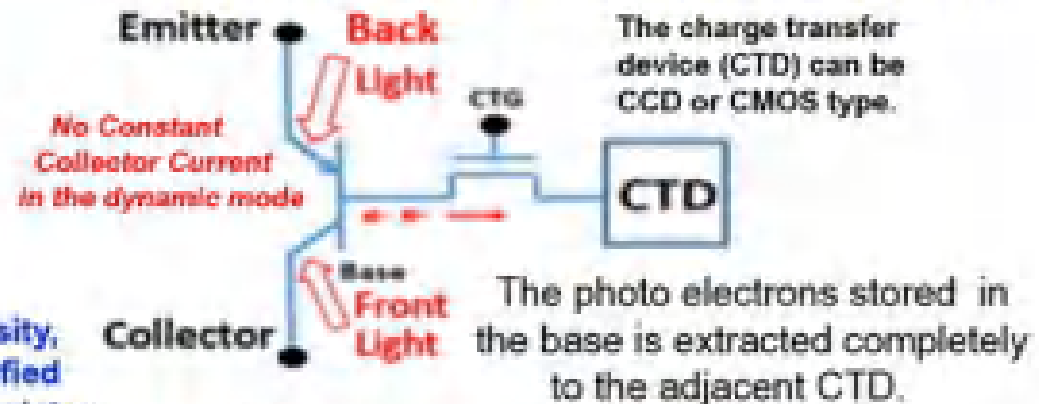 Emitter
Back
Light
The charge transfer
device (CTD) can be
CCD or CMOS type.
CTG
No Constant
Collector Current
in the dynamic mode
CTD
Base
Front
Light
Collector
The photo electrons stored in
the base is extracted completely
to the adjacent CTD.
sity,
fied